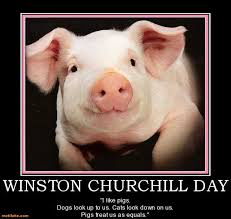 WINSTON CHURCHILL DAY
"I like pigs.
Dogs look up to us. Cats look down on us.
Pigs treat us as equals."